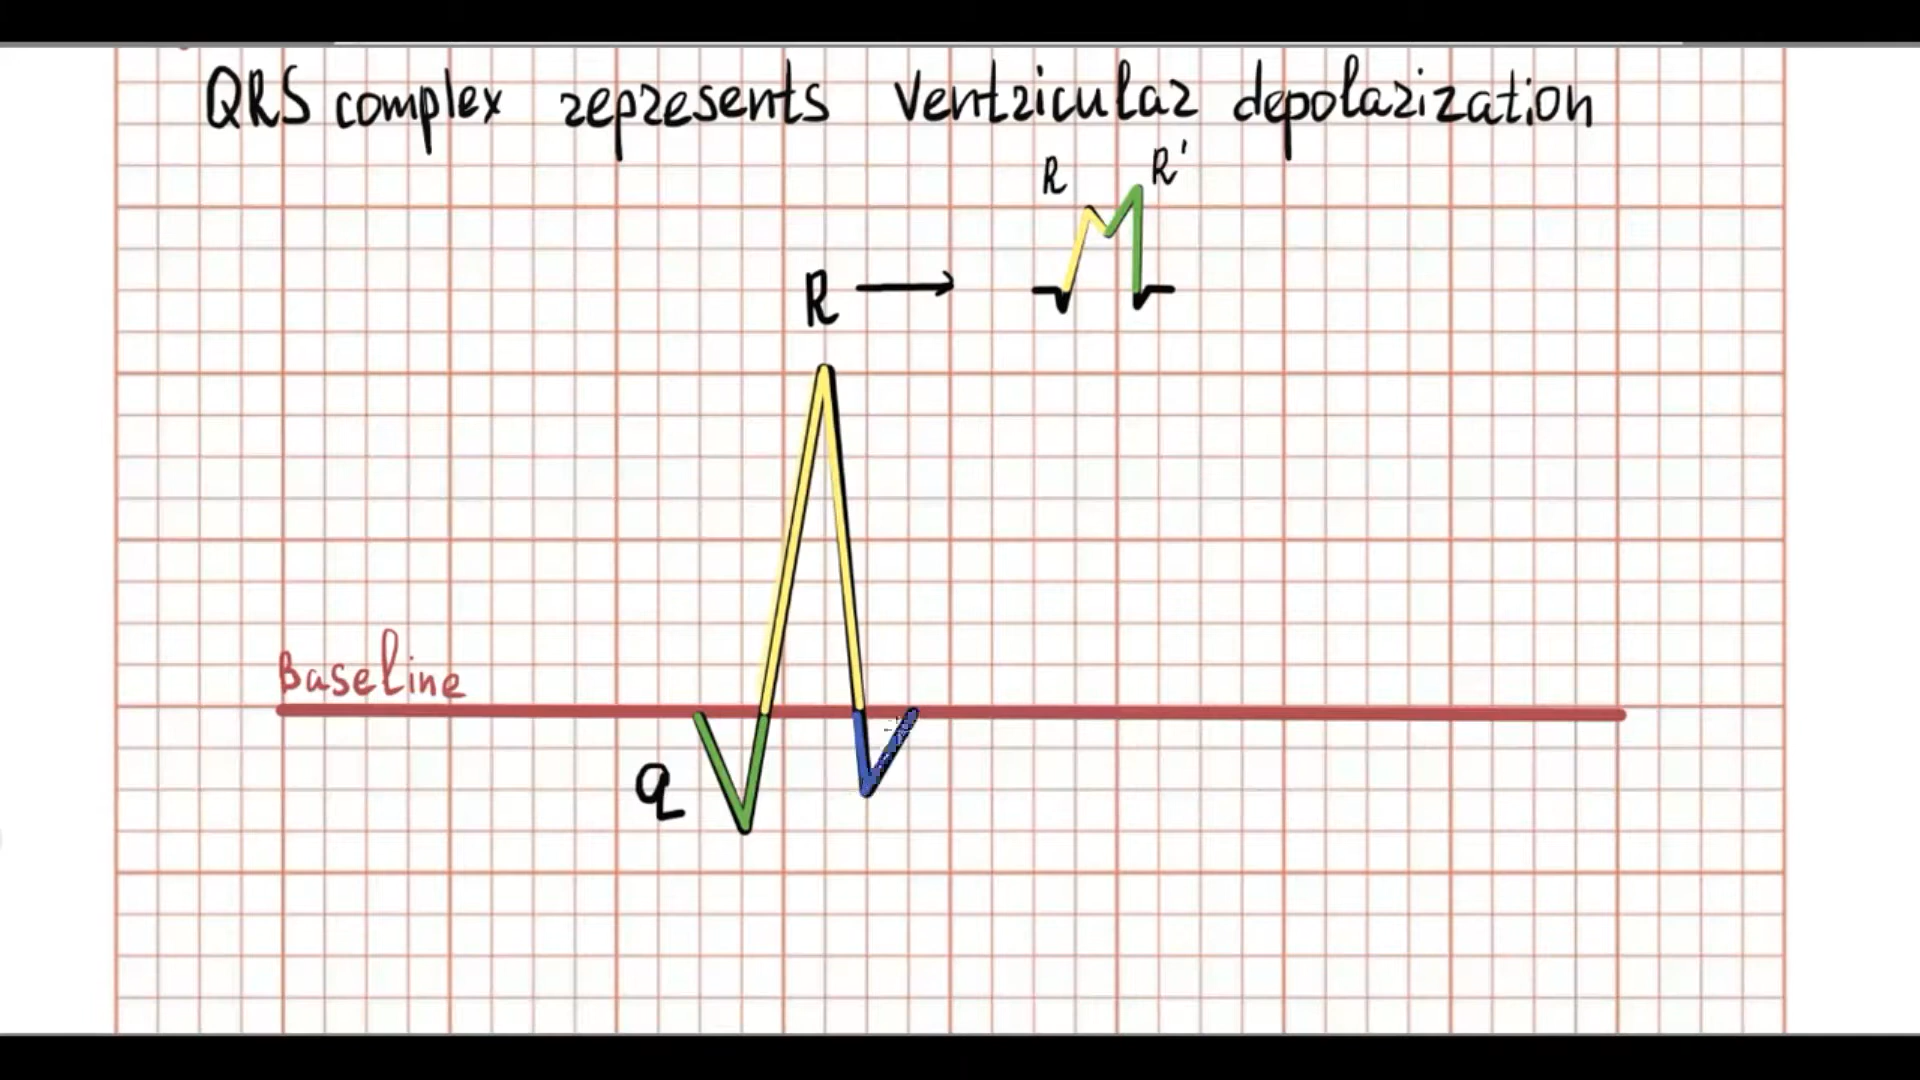 QRS complex represents Ventricular depolarization
R R'
R
Baseline
q